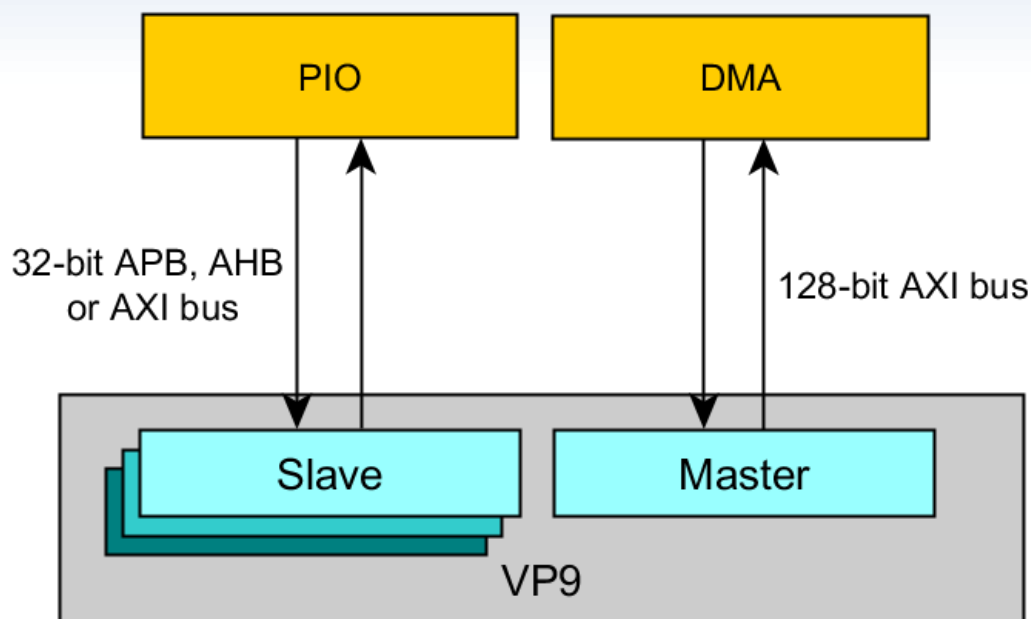 PIO
DMA
32-bit APB, AHB
or AXI bus
128-bit AXI bus
Slave
Master
VP9